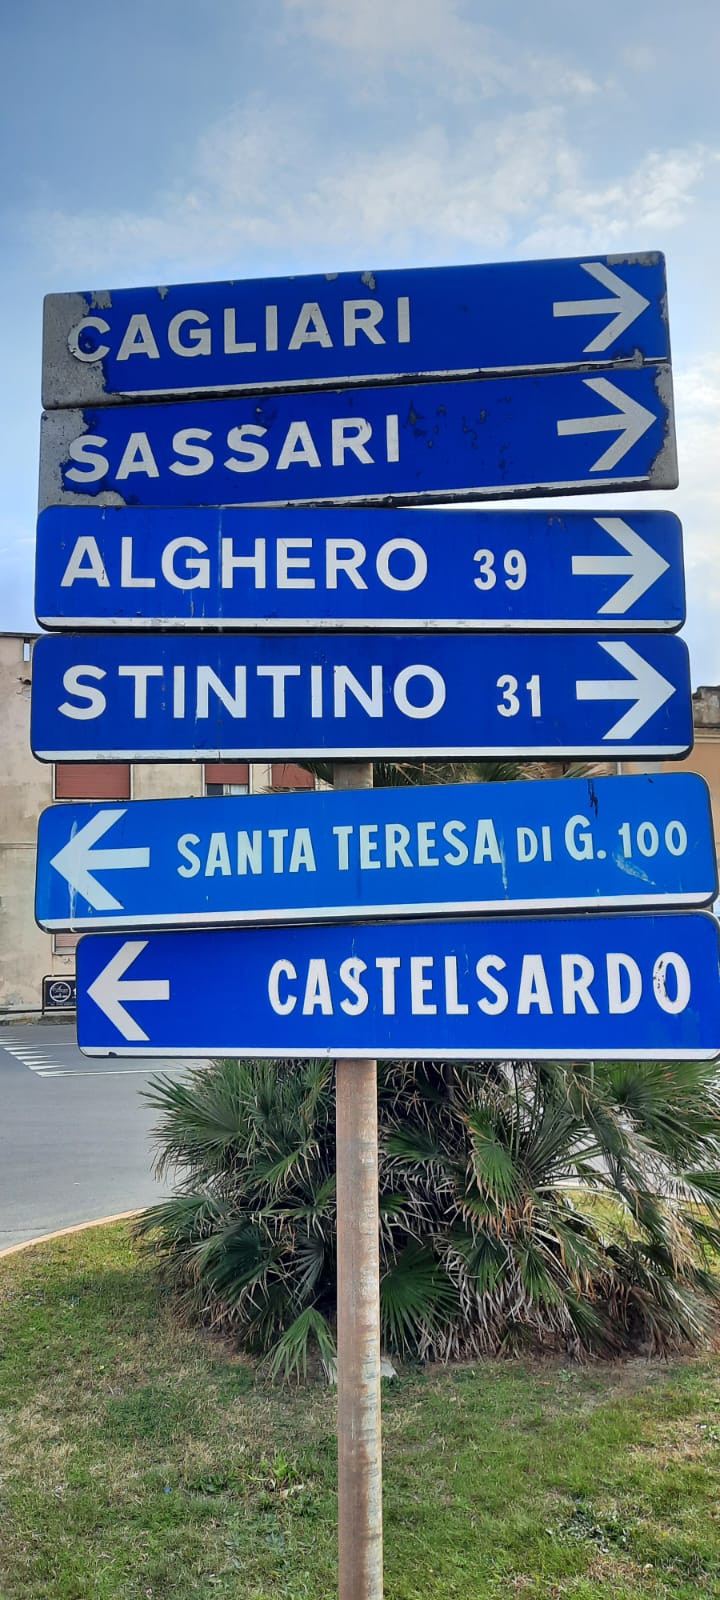 CAGLIARI
SASSARI
ALGHERO 39
STINTINO 31
SANTA TERESA DI G. 100
CASTELSARDO